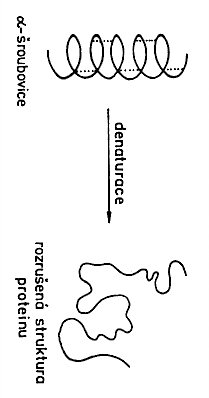 α-šroubovice
denaturace
rozrušená struktura
proteinu